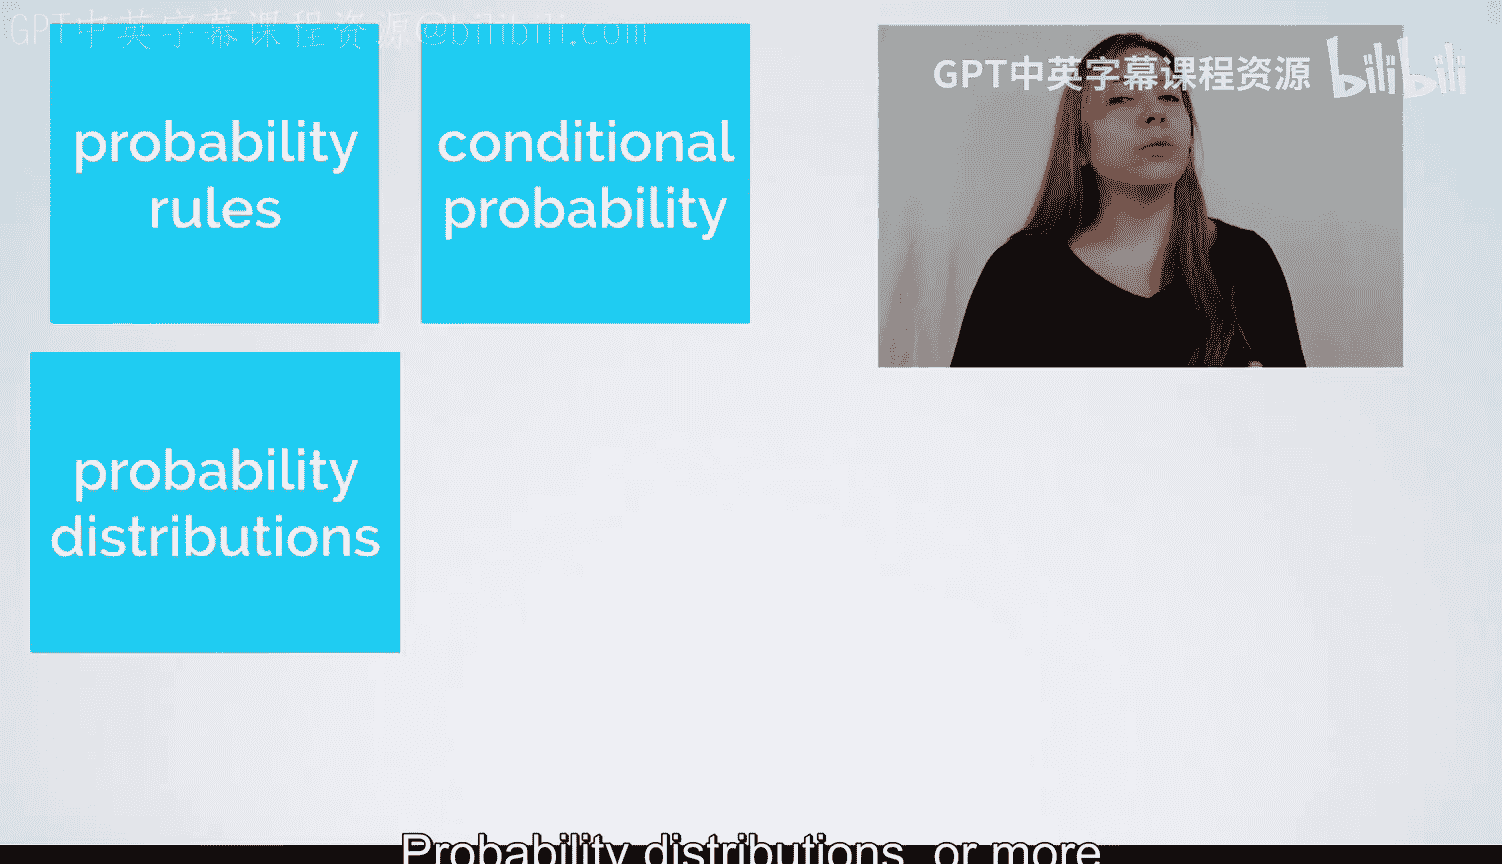 GPT中英字幕课程资源@bilibili.com
probability
rules
conditional
probability
GPT中英字幕课程资源 bilibili
probability
distributions
Probability distributions, or more